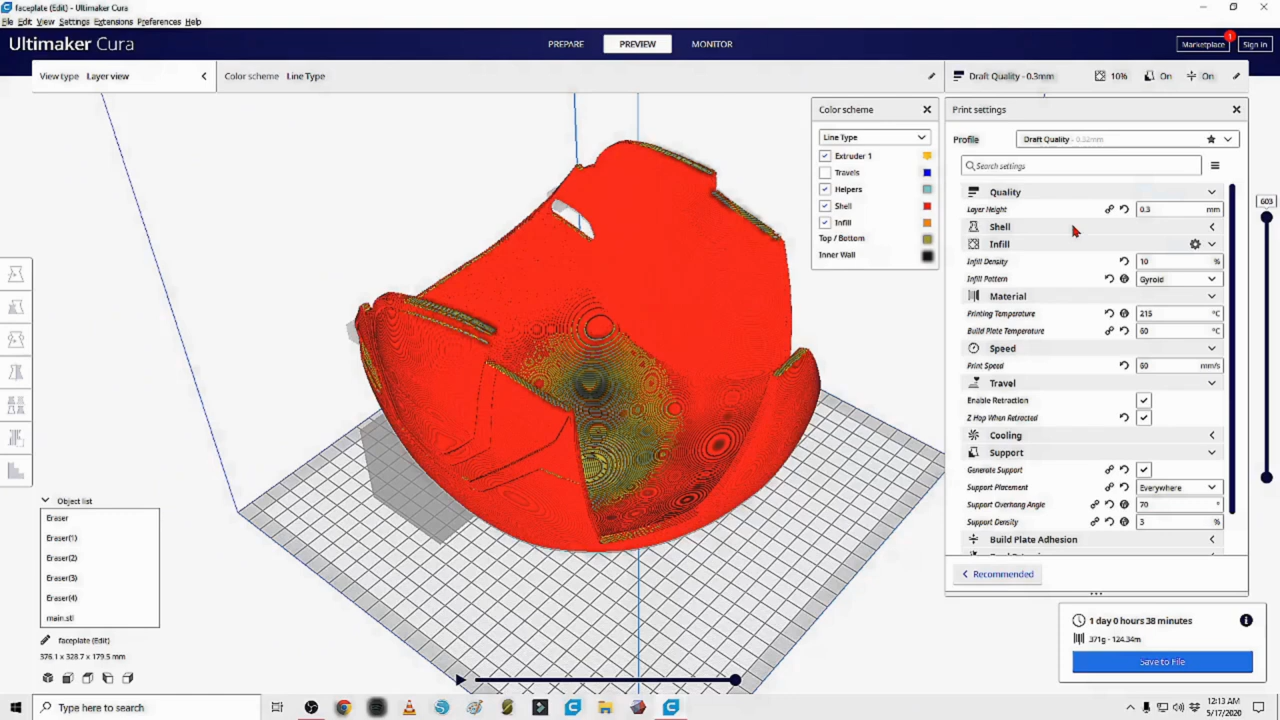 faceplate (Edit) - Ultimaker Cura
File Edit View Settings Extensions Preferences Help
Ultimaker Cura
PREPARE
PREVIEW
MONITOR
Marketplace
1
Sign in
View type Layer view
Color scheme Line Type
Draft Quality - 0.3mm
10%
On
On
Color scheme
Line Type
Extruder 1
Travels
Helpers
Shell
Infill
Top / Bottom
Inner Wall
Print settings
Profile Draft Quality - 0.32mm
Search settings
Quality
Layer Height 0.3 mm
Shell
Infill
Infill Density 10 %
Infill Pattern Gyroid
Material
Printing Temperature 215 °C
Build Plate Temperature 60 °C
Speed
Print Speed 60 mm/s
Travel
Enable Retraction
Z Hop When Retracted
Cooling
Support
Generate Support
Support Placement Everywhere
Support Overhang Angle 70 °
Support Density 3 %
Build Plate Adhesion
Recommended
603
Object list
Eraser
Eraser(1)
Eraser(2)
Eraser(3)
Eraser(4)
main.stl
faceplate (Edit)
376.1 x 328.7 x 179.5 mm
1 day 0 hours 38 minutes
371g - 124.34m
Save to File
Type here to search
12:13 AM
5/17/2020